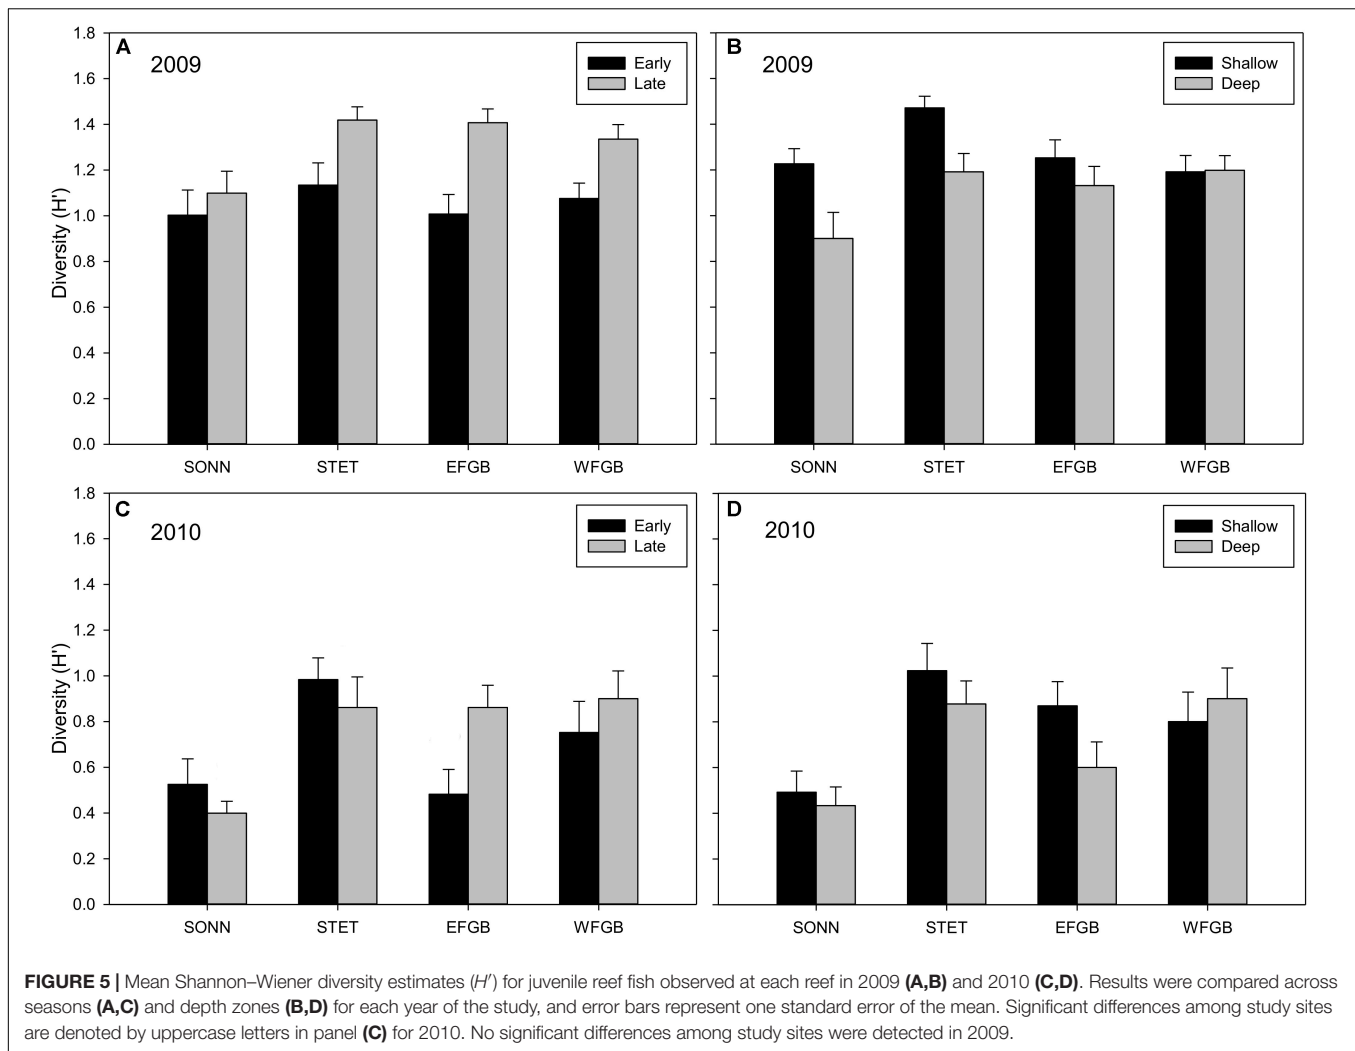 A
2009
Early
Late
1.8
1.6
1.4
1.2
1.0
0.8
0.6
0.4
0.2
0.0
Diversity (H')
SONN STET EFGB WFGB
B
2009
Shallow
Deep
SONN STET EFGB WFGB
C
2010
Early
Late
1.8
1.6
1.4
1.2
1.0
0.8
0.6
0.4
0.2
0.0
Diversity (H')
SONN STET EFGB WFGB
D
2010
Shallow
Deep
SONN STET EFGB WFGB
FIGURE 5 | Mean Shannon–Wiener diversity estimates (H′) for juvenile reef fish observed at each reef in 2009 (A,B) and 2010 (C,D). Results were compared across
seasons (A,C) and depth zones (B,D) for each year of the study, and error bars represent one standard error of the mean. Significant differences among study sites
are denoted by uppercase letters in panel (C) for 2010. No significant differences among study sites were detected in 2009.